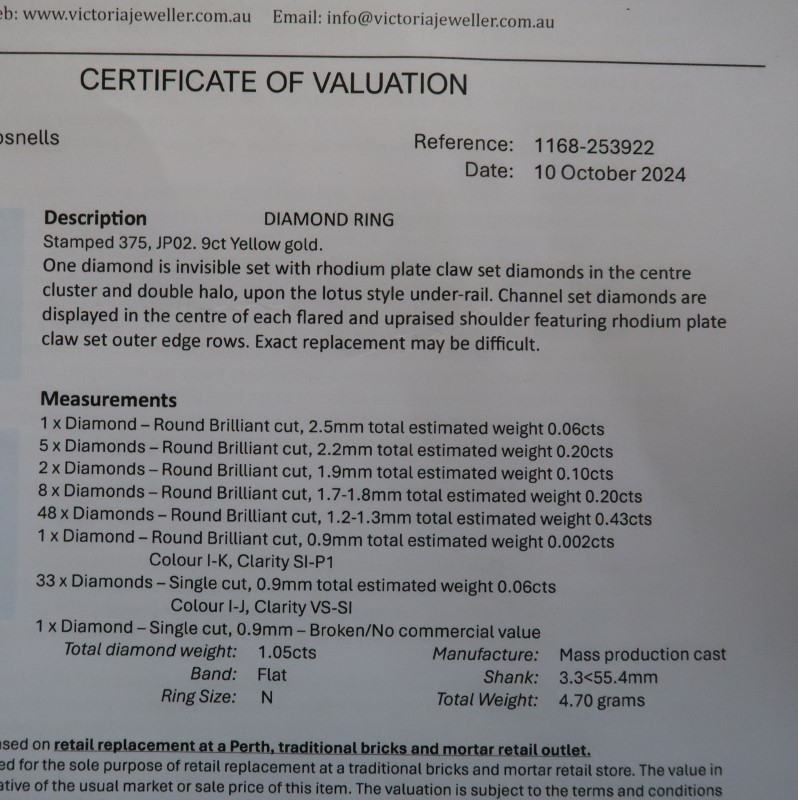 eb: www.victoriajeweller.com.au Email: info@victoriajeweller.com.au
CERTIFICATE OF VALUATION
osnells
Reference: 1168-253922
Date: 10 October 2024
Description DIAMOND RING
Stamped 375, JP02. 9ct Yellow gold.
One diamond is invisible set with rhodium plate claw set diamonds in the centre
cluster and double halo, upon the lotus style under-rail. Channel set diamonds are
displayed in the centre of each flared and upraised shoulder featuring rhodium plate
claw set outer edge rows. Exact replacement may be difficult.
Measurements
1 x Diamond – Round Brilliant cut, 2.5mm total estimated weight 0.06cts
5 x Diamonds – Round Brilliant cut, 2.2mm total estimated weight 0.20cts
2 x Diamonds – Round Brilliant cut, 1.9mm total estimated weight 0.10cts
8 x Diamonds – Round Brilliant cut, 1.7-1.8mm total estimated weight 0.20cts
48 x Diamonds – Round Brilliant cut, 1.2-1.3mm total estimated weight 0.43cts
1 x Diamond – Round Brilliant cut, 0.9mm total estimated weight 0.002cts
Colour I-K, Clarity SI-P1
33 x Diamonds – Single cut, 0.9mm total estimated weight 0.06cts
Colour I-J, Clarity VS-SI
1 x Diamond – Single cut, 0.9mm – Broken/No commercial value
Total diamond weight: 1.05cts Manufacture: Mass production cast
Band: Flat Shank: 3.3<55.4mm
Ring Size: N Total Weight: 4.70 grams
sed on retail replacement at a Perth, traditional bricks and mortar retail outlet.
ed for the sole purpose of retail replacement at a traditional bricks and mortar retail store. The value in
ative of the usual market or sale price of this item. The valuation is subject to the terms and conditions